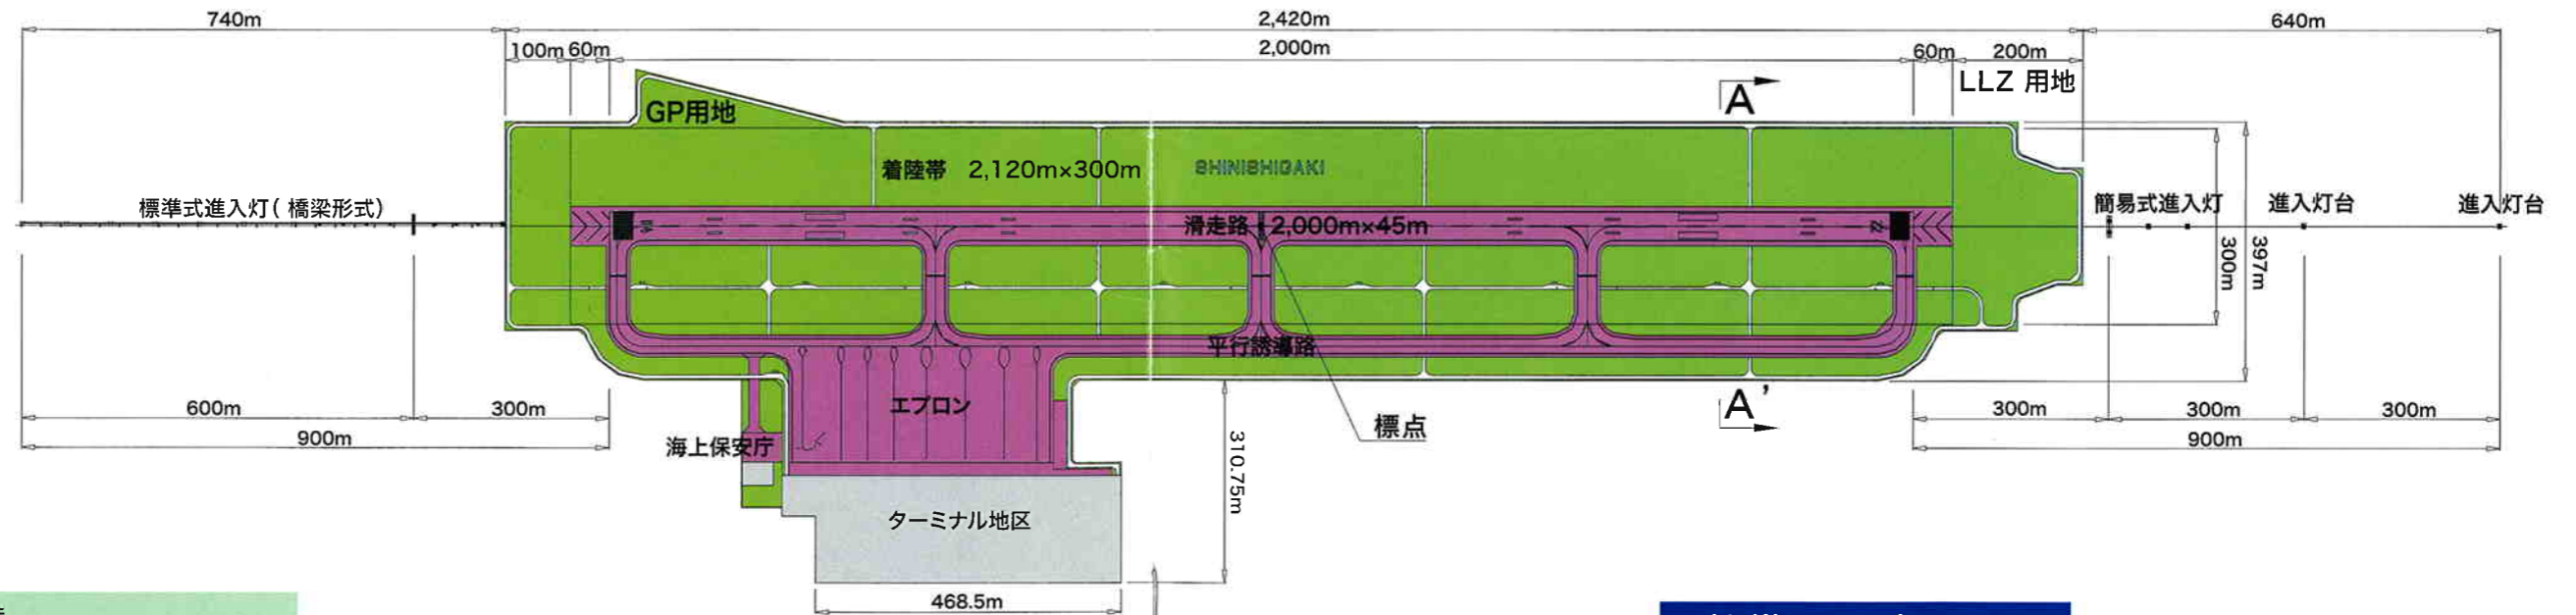 740m
2,420m
640m
100m
60m
2,000m
60m
200m
LLZ 用地
GP用地
A
着陸帯 2,120m×300m
SHINISHIGAKI
標準式進入灯( 橋梁形式)
簡易式進入灯
進入灯台
進入灯台
滑走路 2,000m×45m
22
300m
397m
平行誘導路
エプロン
海上保安庁
標点
A'
600m
300m
900m
300m
300m
300m
900m
310.75m
ターミナル地区
468.5m